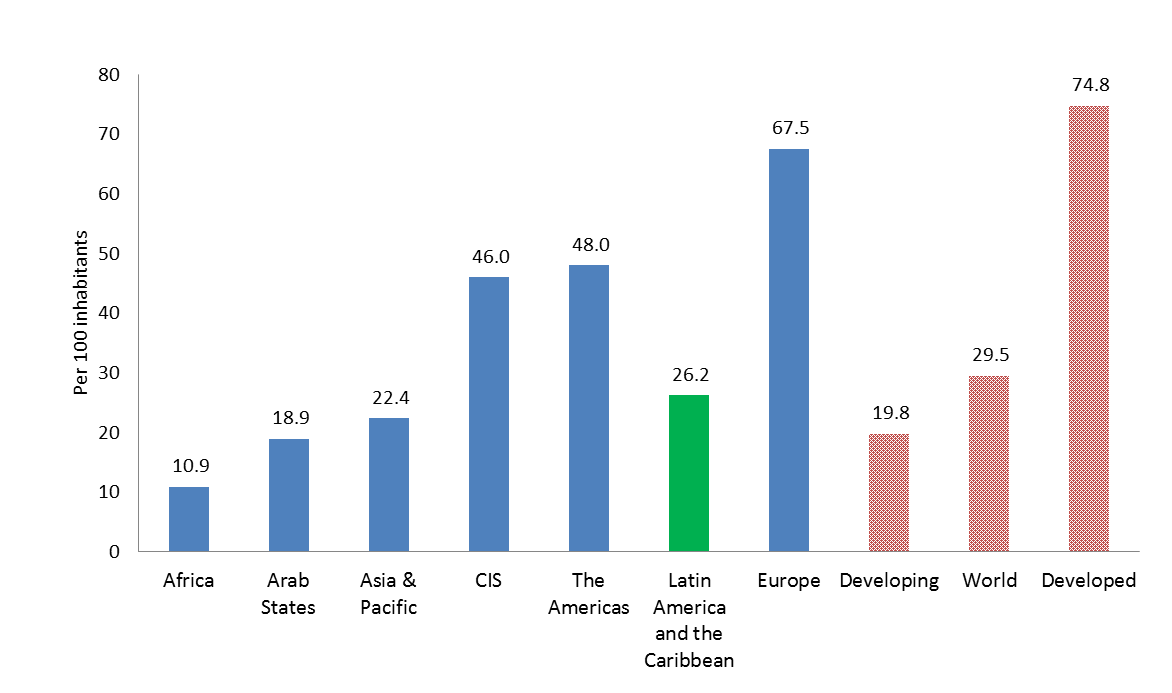 74.8
80
67.5
70
60
48.0
46.0
50
Per 100 inhabitants
40
29.5
26.2
30
22.4
18.9
19.8
20
10.9
10
0
Africa
Arab
States
Asia &
Pacific
CIS
The
Americas
Latin
America
and the
Caribbean
Europe
Developing
World
Developed